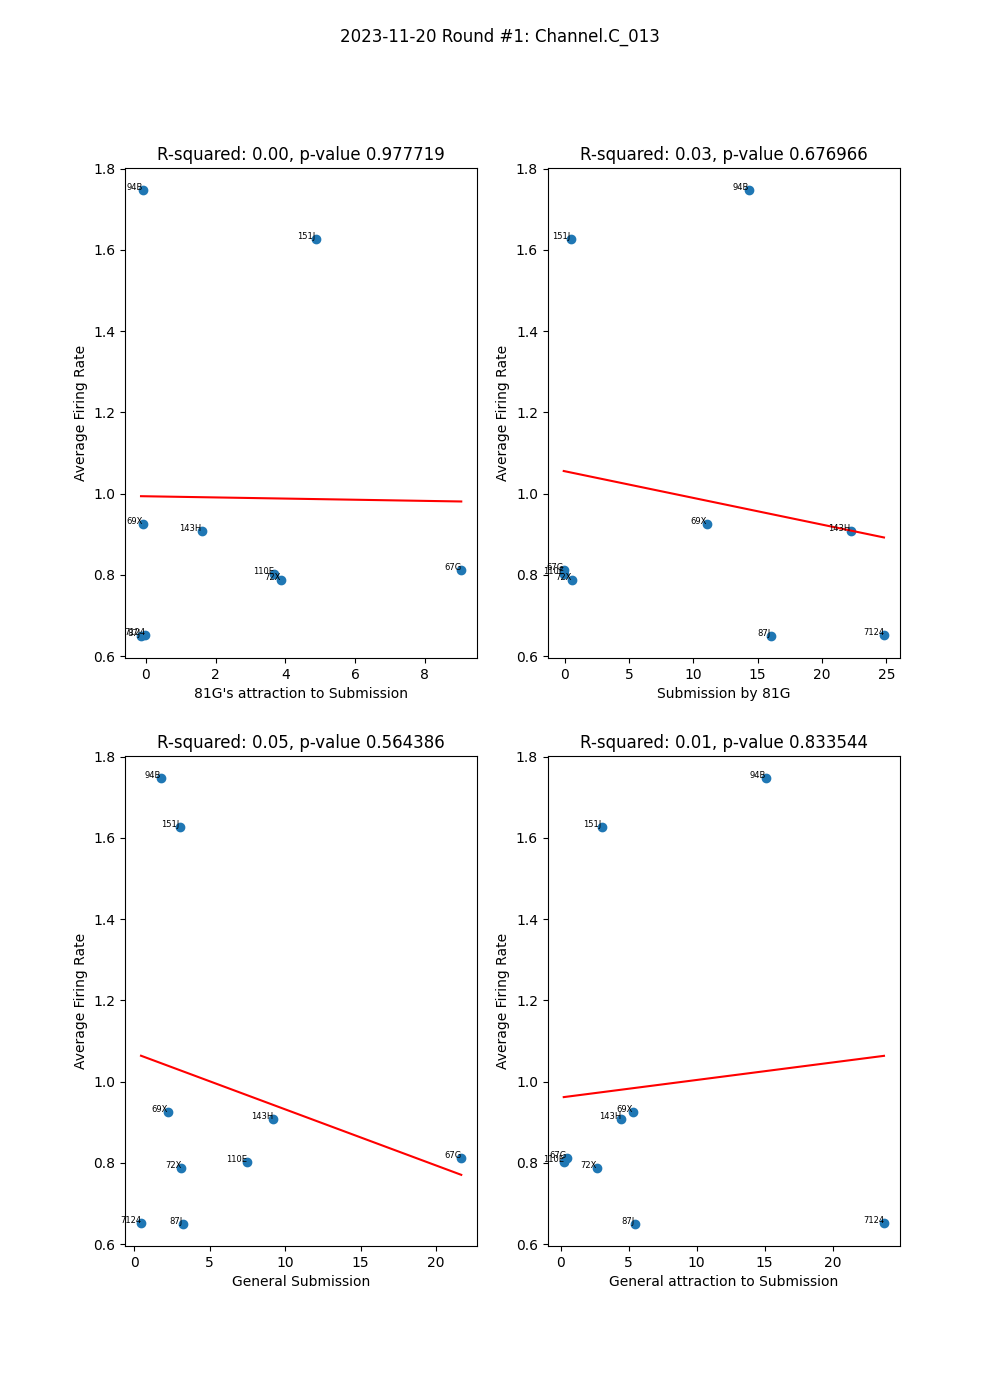 2023-11-20 Round #1: Channel.C_013
R-squared: 0.00, p-value 0.977719
1.8
1.6
1.4
1.2
1.0
0.8
0.6
Average Firing Rate
94B
151J
69X
143H
110E
72X
67G
7124
87J
0 2 4 6 8
81G's attraction to Submission
R-squared: 0.03, p-value 0.676966
1.8
1.6
1.4
1.2
1.0
0.8
0.6
Average Firing Rate
94B
151J
69X
143H
67G
110E
72X
87J
7124
0 5 10 15 20 25
Submission by 81G
R-squared: 0.05, p-value 0.564386
1.8
1.6
1.4
1.2
1.0
0.8
0.6
Average Firing Rate
94B
151J
69X
143H
110E
67G
72X
7124
87J
0 5 10 15 20
General Submission
R-squared: 0.01, p-value 0.833544
1.8
1.6
1.4
1.2
1.0
0.8
0.6
Average Firing Rate
94B
151J
69X
143H
67G
110E
72X
87J
7124
0 5 10 15 20
General attraction to Submission